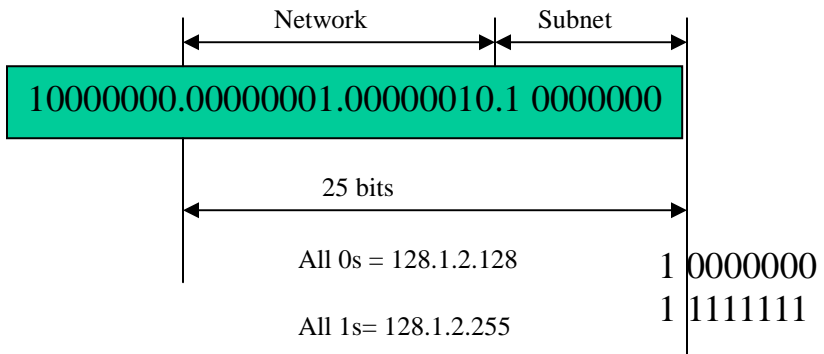 Network Subnet
10000000.00000001.00000010.1 0000000
25 bits
All 0s = 128.1.2.128
1 0000000
1 1111111
All 1s= 128.1.2.255